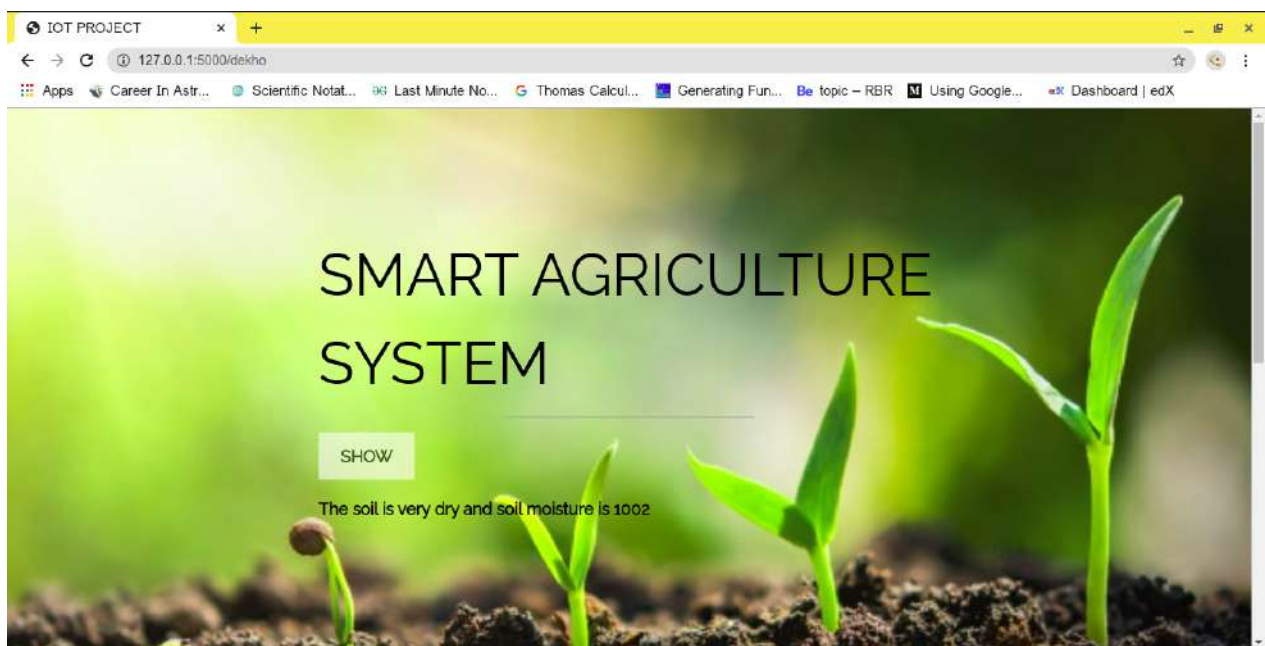 IOT PROJECT
127.0.0.1:5000/dekho
Apps Career In Astr... Scientific Notat... Last Minute No... Thomas Calcul... Generating Fun... Be topic – RBR M Using Google... edX Dashboard | edX
SMART AGRICULTURE
SYSTEM
SHOW
The soil is very dry and soil moisture is 1002